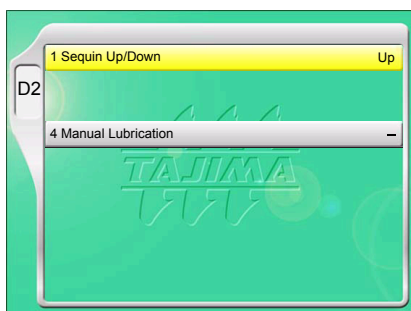 1 Sequin Up/Down Up
D2
4 Manual Lubrication –
TAJIMA